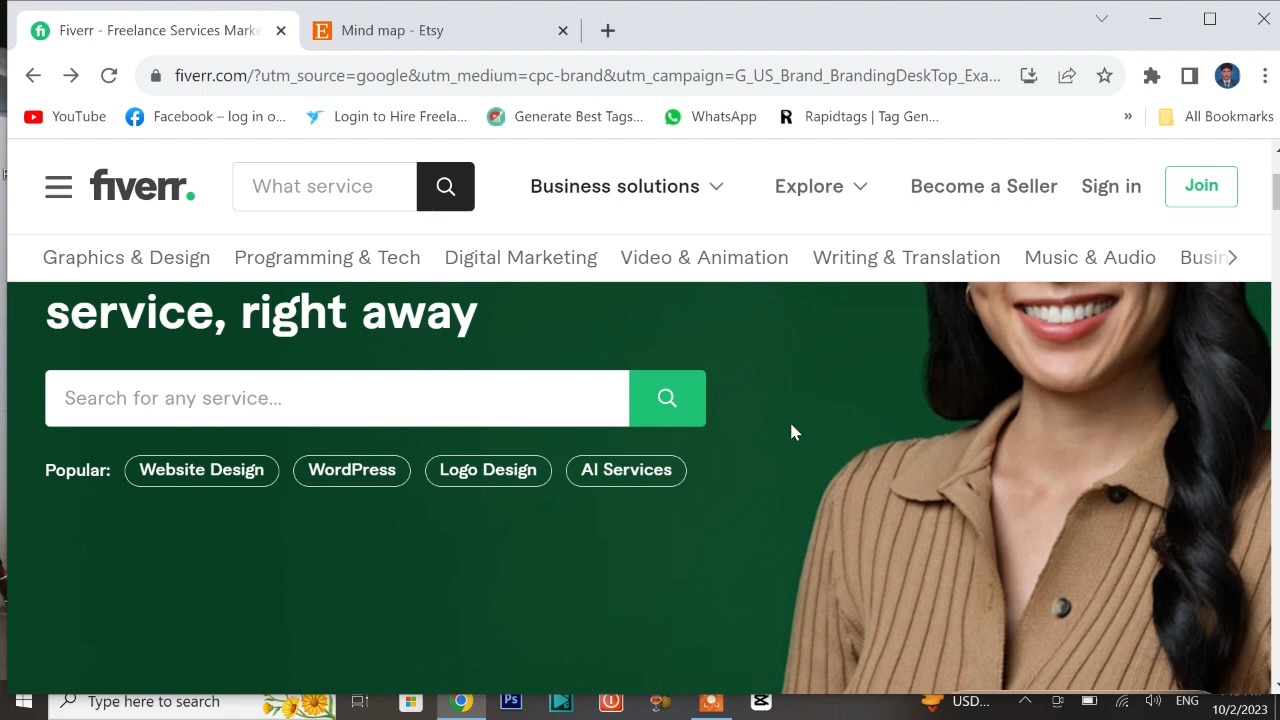 Fiverr - Freelance Services Marke
Mind map - Etsy
fiverr.com/?utm_source=google&utm_medium=cpc-brand&utm_campaign=G_US_Brand_BrandingDeskTop_Exa...
YouTube
Facebook – log in o...
Login to Hire Freela...
Generate Best Tags...
WhatsApp
Rapidtags | Tag Gen...
»
All Bookmarks
fiverr.
What service
Business solutions
Explore
Become a Seller
Sign in
Join
Graphics & Design
Programming & Tech
Digital Marketing
Video & Animation
Writing & Translation
Music & Audio
Busin
service, right away
Search for any service...
Popular:
Website Design
WordPress
Logo Design
AI Services
Type here to search
Ps
USD...
ENG
10/2/2023